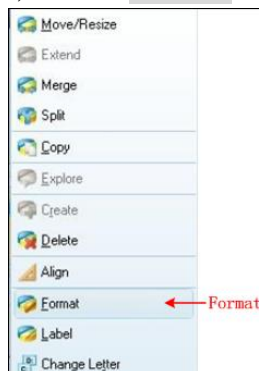 Move/Resize
Extend
Merge
Split
Copy
Explore
Create
Delete
Align
Format
Format
Label
Change Letter